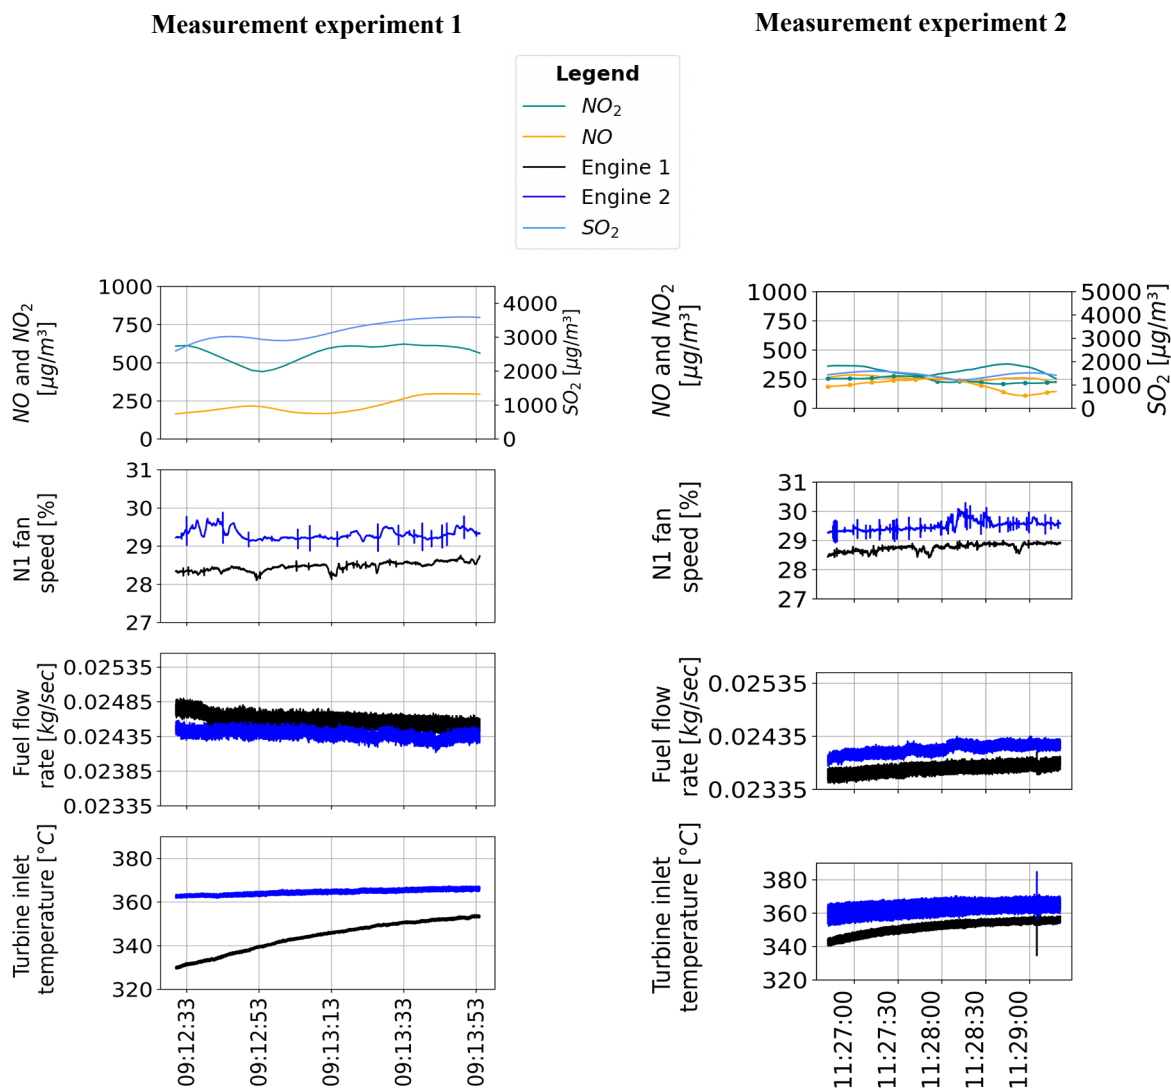 Measurement experiment 1
Measurement experiment 2
Legend
NO₂
NO
Engine 1
Engine 2
SO₂
NO and NO₂
[µg/m³]
1000
750
500
250
0
4000
3000
2000
1000
0
SO₂ [µg/m³]
NO and NO₂
[µg/m³]
1000
750
500
250
0
5000
4000
3000
2000
1000
0
SO₂ [µg/m³]
N1 fan
speed [%]
31
30
29
28
27
N1 fan
speed [%]
31
30
29
28
27
Fuel flow
rate [kg/sec]
0.02535
0.02485
0.02435
0.02385
0.02335
Fuel flow
rate [kg/sec]
0.02535
0.02435
0.02335
Turbine inlet
temperature [°C]
380
360
340
320
Turbine inlet
temperature [°C]
380
360
340
320
09:12:33
09:12:53
09:13:13
09:13:33
09:13:53
11:27:00
11:27:30
11:28:00
11:28:30
11:29:00